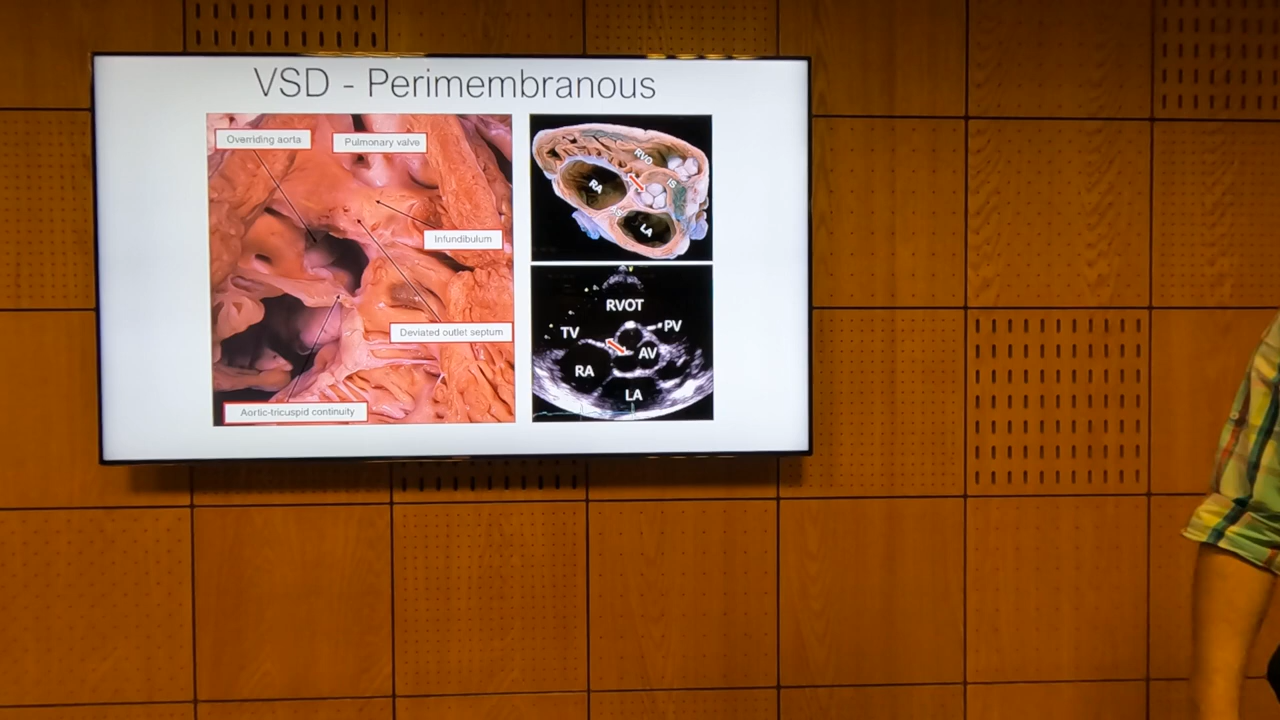 VSD - Perimembranous
Overriding aorta
Pulmonary valve
Infundibulum
Deviated outlet septum
Aortic-tricuspid continuity
RVO
IS
RA
LA
RVOT
TV
PV
AV
RA
LA